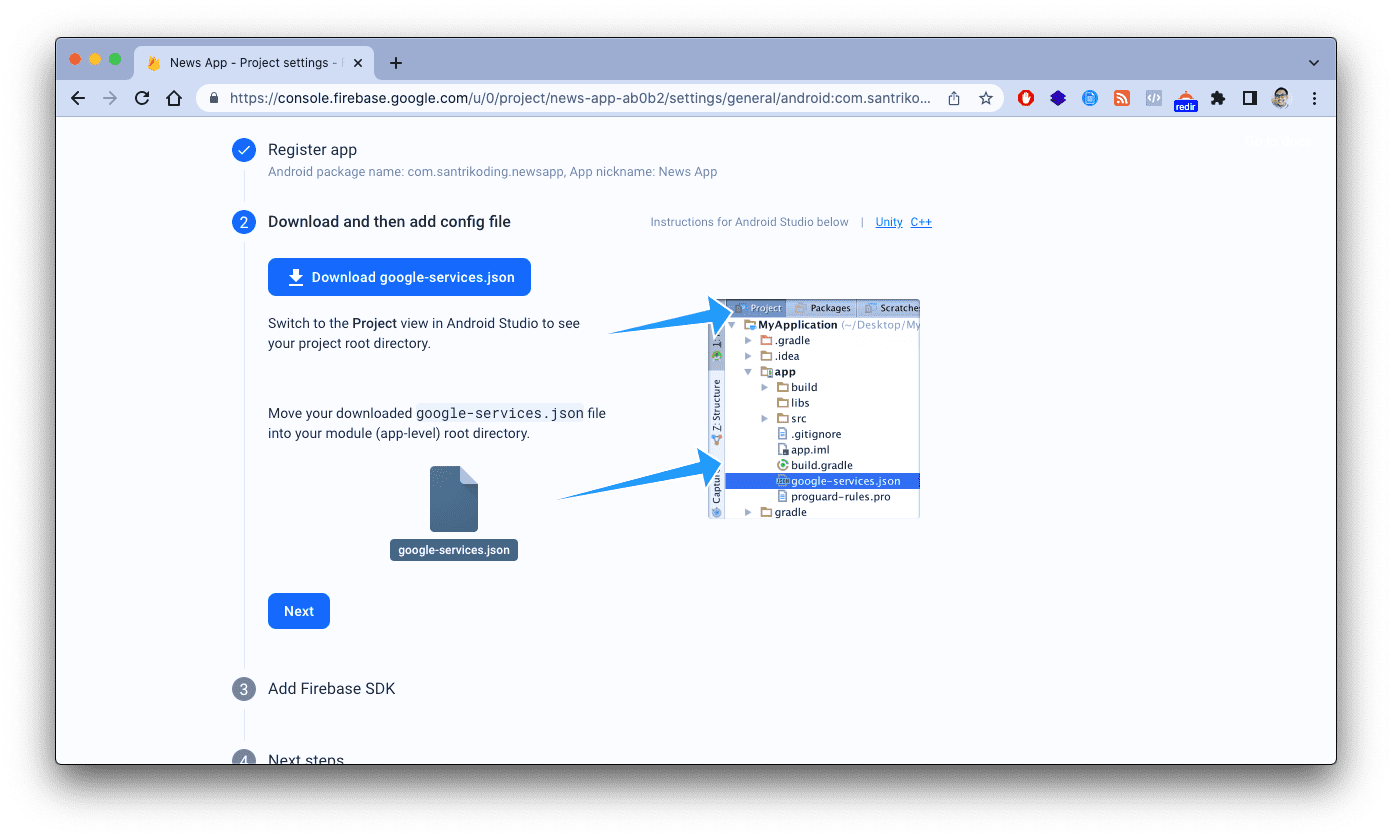 News App - Project settings -
https://console.firebase.google.com/u/0/project/news-app-ab0b2/settings/general/android:com.santriko...
redir
Register app
Android package name: com.santrikoding.newsapp, App nickname: News App
2 Download and then add config file
Instructions for Android Studio below | Unity C++
Download google-services.json
Switch to the Project view in Android Studio to see
your project root directory.
Move your downloaded google-services.json file
into your module (app-level) root directory.
google-services.json
Project Packages Scratches
MyApplication (~/Desktop/My
.gradle
.idea
app
build
libs
src
.gitignore
app.iml
build.gradle
google-services.json
proguard-rules.pro
gradle
Z: Structure
Captur
Next
3 Add Firebase SDK
4 Next steps